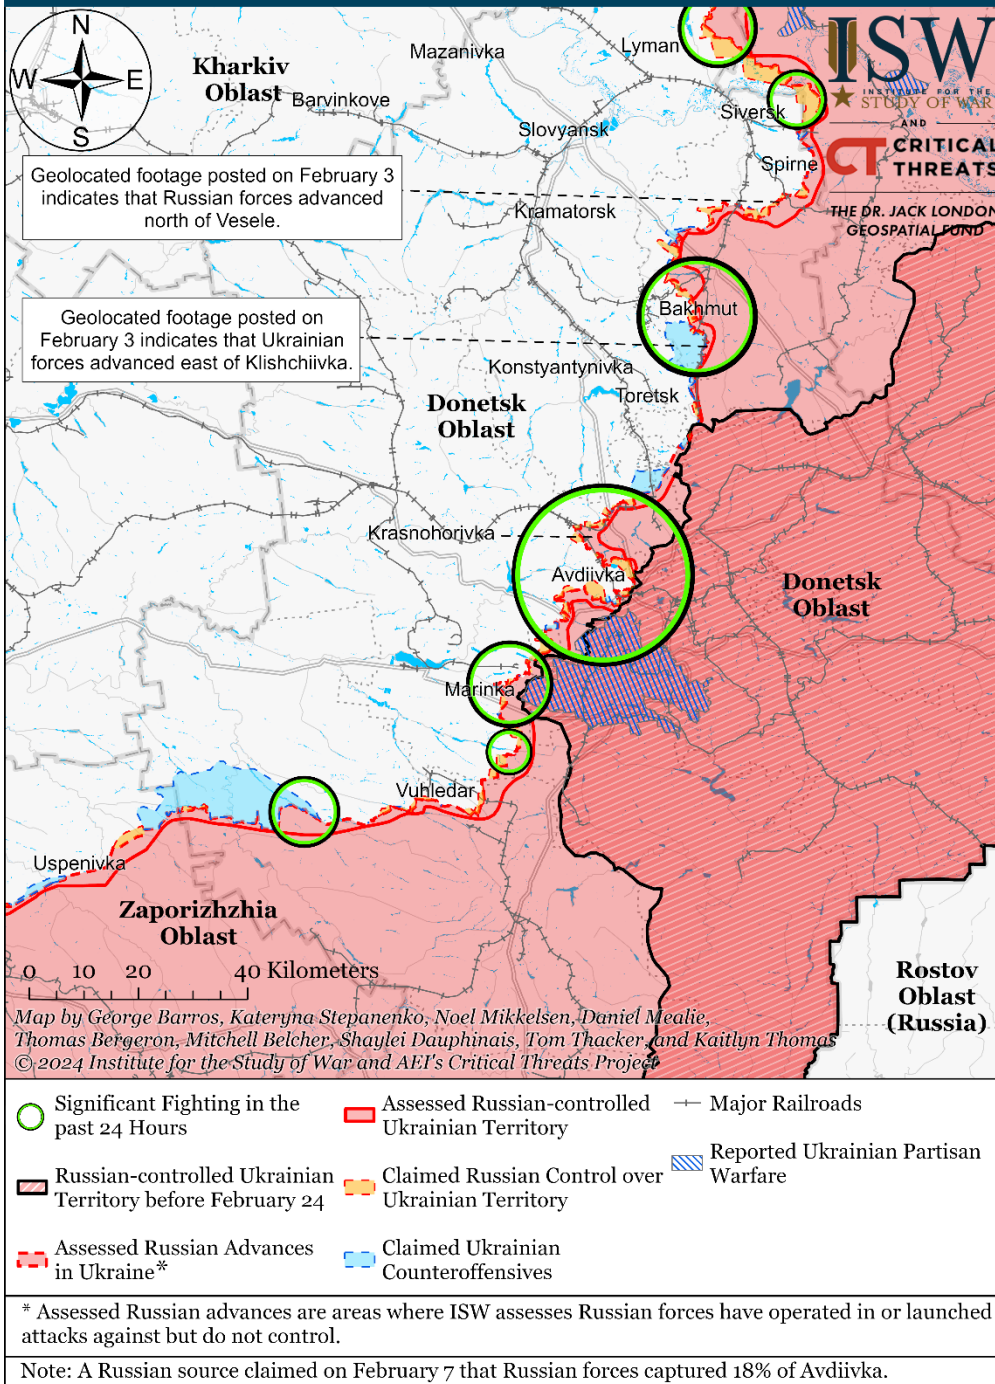 N
W
E
S
Kharkiv
Oblast
Mazanivka
Lyman
Barvinkove
Slovyansk
Siversk
ISW
INSTITUTE FOR THE
STUDY OF WAR
AND
CT CRITICAL
THREATS
THE DR. JACK LONDON
GEOSPATIAL FUND
Geolocated footage posted on February 3
indicates that Russian forces advanced
north of Vesele.
Spirne
Kramatorsk
Geolocated footage posted on
February 3 indicates that Ukrainian
forces advanced east of Klishchiivka.
Bakhmut
Konstyantynivka
Toretsk
Donetsk
Oblast
Krasnohorivka
Avdiivka
Donetsk
Oblast
Marinka
Vuhledar
Uspenivka
Zaporizhzhia
Oblast
Rostov
Oblast
(Russia)
0 10 20 40 Kilometers
Map by George Barros, Kateryna Stepanenko, Noel Mikkelsen, Daniel Mealie,
Thomas Bergeron, Mitchell Belcher, Shaylei Dauphinais, Tom Thacker, and Kaitlyn Thomas
© 2024 Institute for the Study of War and AEI's Critical Threats Project
Significant Fighting in the
past 24 Hours
Russian-controlled Ukrainian
Territory before February 24
Assessed Russian Advances
in Ukraine*
Assessed Russian-controlled
Ukrainian Territory
Claimed Russian Control over
Ukrainian Territory
Claimed Ukrainian
Counteroffensives
Major Railroads
Reported Ukrainian Partisan
Warfare
* Assessed Russian advances are areas where ISW assesses Russian forces have operated in or launched
attacks against but do not control.
Note: A Russian source claimed on February 7 that Russian forces captured 18% of Avdiivka.